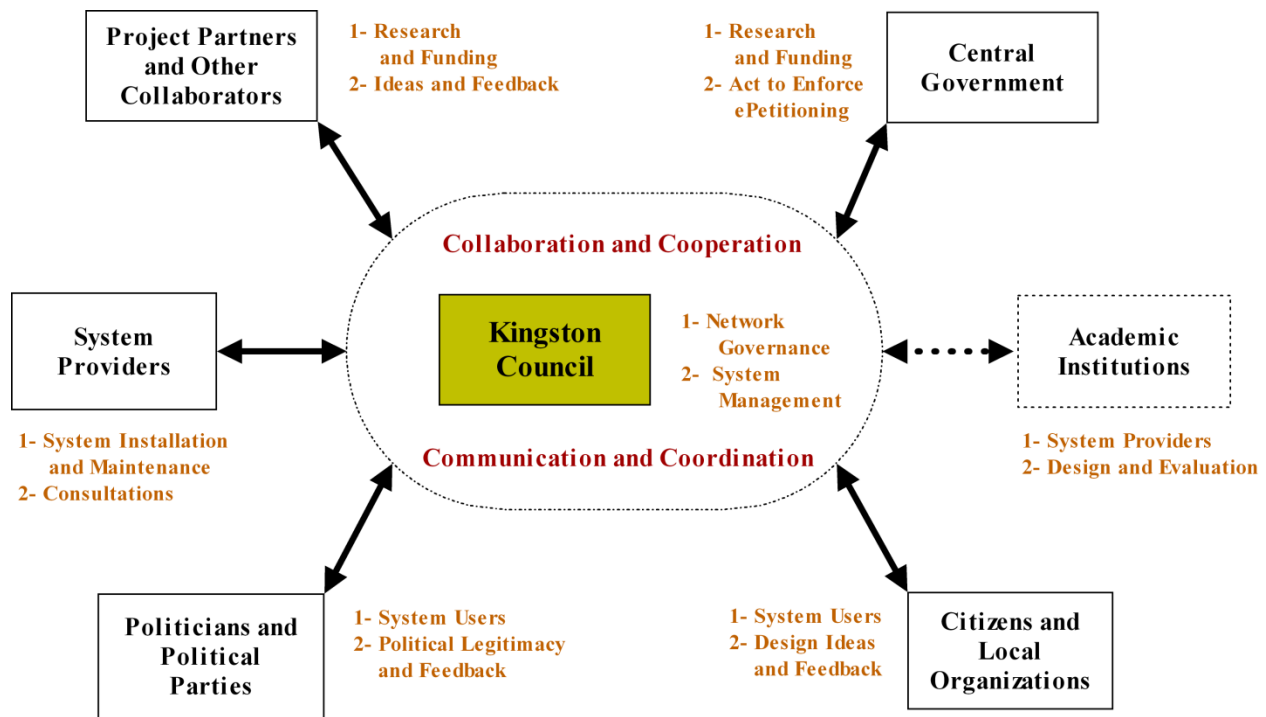 Project Partners
and Other
Collaborators
1- Research
and Funding
2- Ideas and Feedback
1- Research
and Funding
2- Act to Enforce
ePetitioning
Central
Government
Collaboration and Cooperation
System
Providers
Kingston
Council
1- Network
Governance
2- System
Management
Academic
Institutions
1- System Installation
and Maintenance
2- Consultations
Communication and Coordination
1- System Providers
2- Design and Evaluation
Politicians and
Political
Parties
1- System Users
2- Political Legitimacy
and Feedback
1- System Users
2- Design Ideas
and Feedback
Citizens and
Local
Organizations